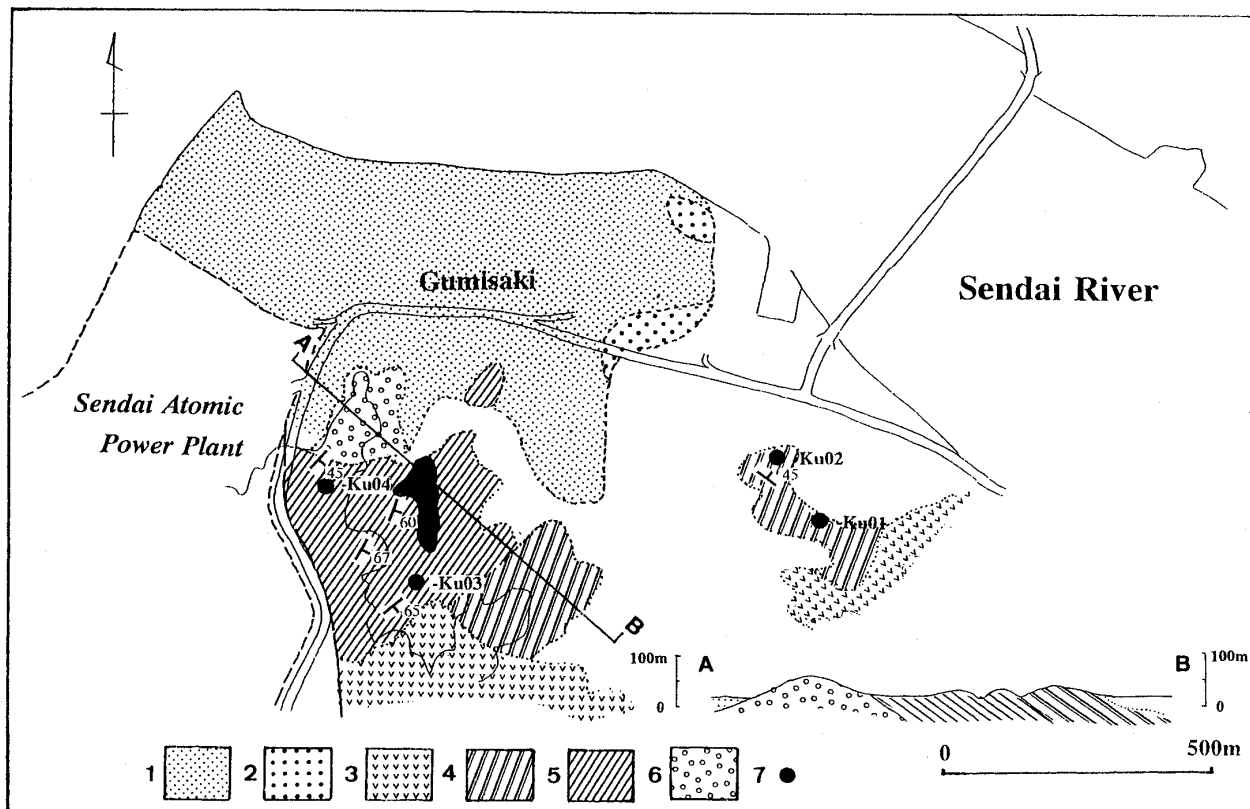 Gumisaki
Sendai River
A
Sendai Atomic
Power Plant
45
-Ku04
-Ku02
45
-Ku01
60
67
-Ku03
65
B
100m
0
A
B
100m
0
1
2
3
4
5
6
7
0
500m